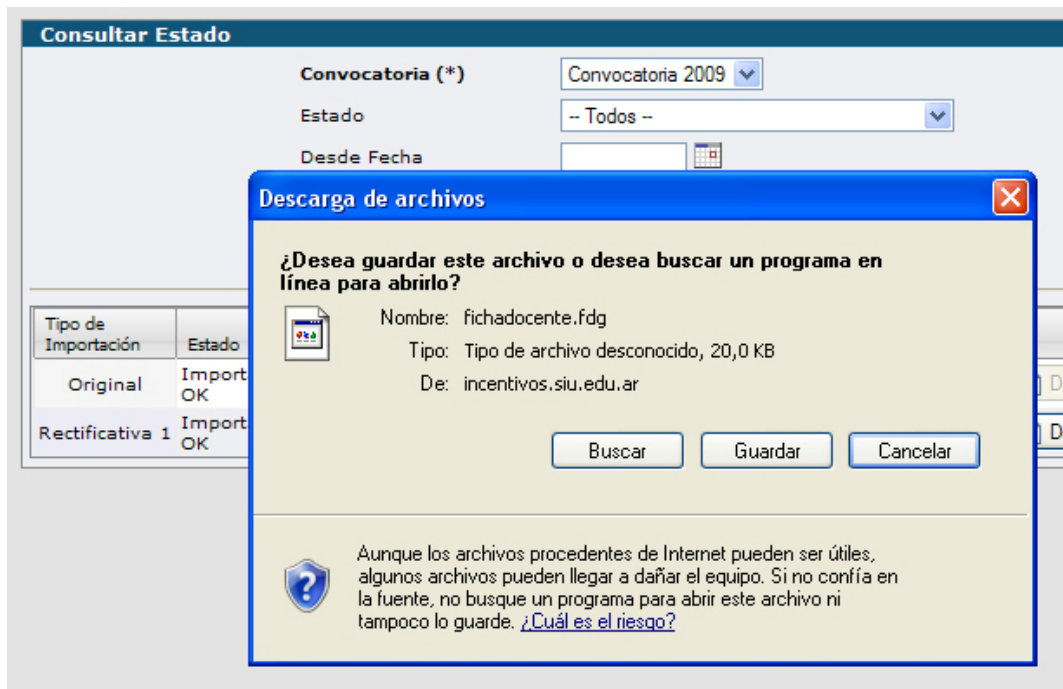 Consultar Estado
Convocatoria (*) Convocatoria 2009
Estado -- Todos --
Desde Fecha
Descarga de archivos
¿Desea guardar este archivo o desea buscar un programa en
línea para abrirlo?
Nombre: fichadocente.fdg
Tipo: Tipo de archivo desconocido, 20,0 KB
De: incentivos.siu.edu.ar
Buscar Guardar Cancelar
Aunque los archivos procedentes de Internet pueden ser útiles,
algunos archivos pueden llegar a dañar el equipo. Si no confía en
la fuente, no busque un programa para abrir este archivo ni
tampoco lo guarde. ¿Cuál es el riesgo?
Tipo de
Importación Estado
Original Import
OK D
Rectificativa 1 Import
OK D